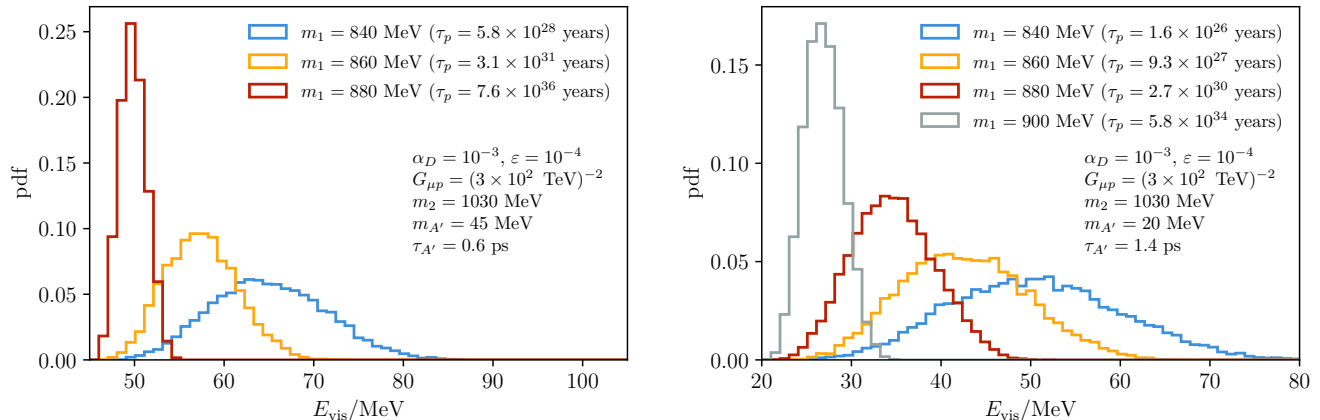 0.25
0.20
0.15
0.10
0.05
0.00
pdf
m₁ = 840 MeV (τₚ = 5.8 × 10²⁸ years)
m₁ = 860 MeV (τₚ = 3.1 × 10³¹ years)
m₁ = 880 MeV (τₚ = 7.6 × 10³⁶ years)
α_D = 10⁻³, ε = 10⁻⁴
G_μp = (3 × 10² TeV)⁻²
m₂ = 1030 MeV
m_A′ = 45 MeV
τ_A′ = 0.6 ps
50 60 70 80 90 100
E_vis/MeV
0.15
0.10
0.05
0.00
pdf
m₁ = 840 MeV (τₚ = 1.6 × 10²⁶ years)
m₁ = 860 MeV (τₚ = 9.3 × 10²⁷ years)
m₁ = 880 MeV (τₚ = 2.7 × 10³⁰ years)
m₁ = 900 MeV (τₚ = 5.8 × 10³⁴ years)
α_D = 10⁻³, ε = 10⁻⁴
G_μp = (3 × 10² TeV)⁻²
m₂ = 1030 MeV
m_A′ = 20 MeV
τ_A′ = 1.4 ps
20 30 40 50 60 70 80
E_vis/MeV